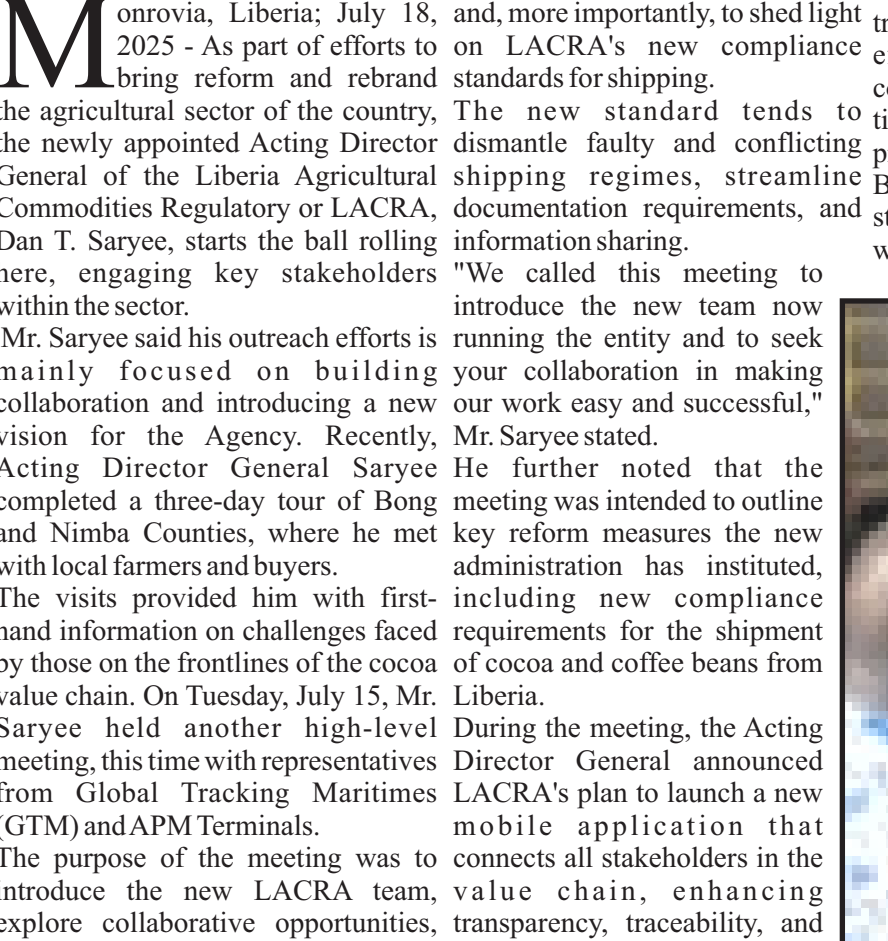 Monrovia, Liberia; July 18,
2025 - As part of efforts to
bring reform and rebrand
the agricultural sector of the country,
the newly appointed Acting Director
General of the Liberia Agricultural
Commodities Regulatory or LACRA,
Dan T. Saryee, starts the ball rolling
here, engaging key stakeholders
within the sector.
Mr. Saryee said his outreach efforts is
mainly focused on building
collaboration and introducing a new
vision for the Agency. Recently,
Acting Director General Saryee
completed a three-day tour of Bong
and Nimba Counties, where he met
with local farmers and buyers.
The visits provided him with first-
hand information on challenges faced
by those on the frontlines of the cocoa
value chain. On Tuesday, July 15, Mr.
Saryee held another high-level
meeting, this time with representatives
from Global Tracking Maritimes
(GTM) and APM Terminals.
The purpose of the meeting was to
introduce the new LACRA team,
explore collaborative opportunities,
and, more importantly, to shed light
on LACRA's new compliance
standards for shipping.
The new standard tends to
dismantle faulty and conflicting
shipping regimes, streamline
documentation requirements, and
information sharing.
"We called this meeting to
introduce the new team now
running the entity and to seek
your collaboration in making
our work easy and successful,"
Mr. Saryee stated.
He further noted that the
meeting was intended to outline
key reform measures the new
administration has instituted,
including new compliance
requirements for the shipment
of cocoa and coffee beans from
Liberia.
During the meeting, the Acting
Director General announced
LACRA's plan to launch a new
mobile application that
connects all stakeholders in the
value chain, enhancing
transparency, traceability, and